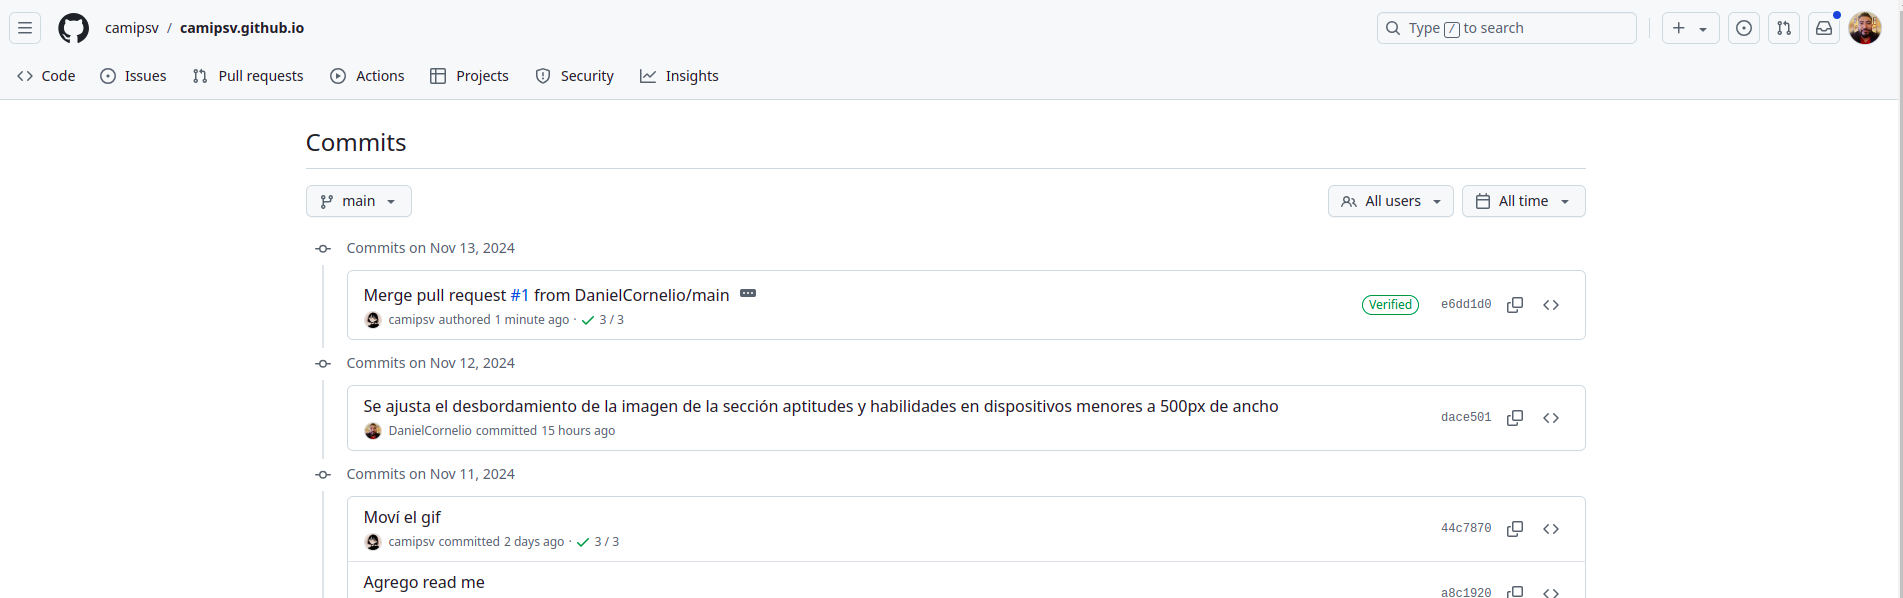 camipsv / camipsv.github.io
Type / to search
Code Issues Pull requests Actions Projects Security Insights
Commits
main
All users All time
Commits on Nov 13, 2024
Merge pull request #1 from DanielCornelio/main
Verified e6dd1d0
camipsv authored 1 minute ago · 3 / 3
Commits on Nov 12, 2024
Se ajusta el desbordamiento de la imagen de la sección aptitudes y habilidades en dispositivos menores a 500px de ancho
dace501
DanielCornelio committed 15 hours ago
Commits on Nov 11, 2024
Moví el gif
44c7870
camipsv committed 2 days ago · 3 / 3
Agrego read me
a8c1920